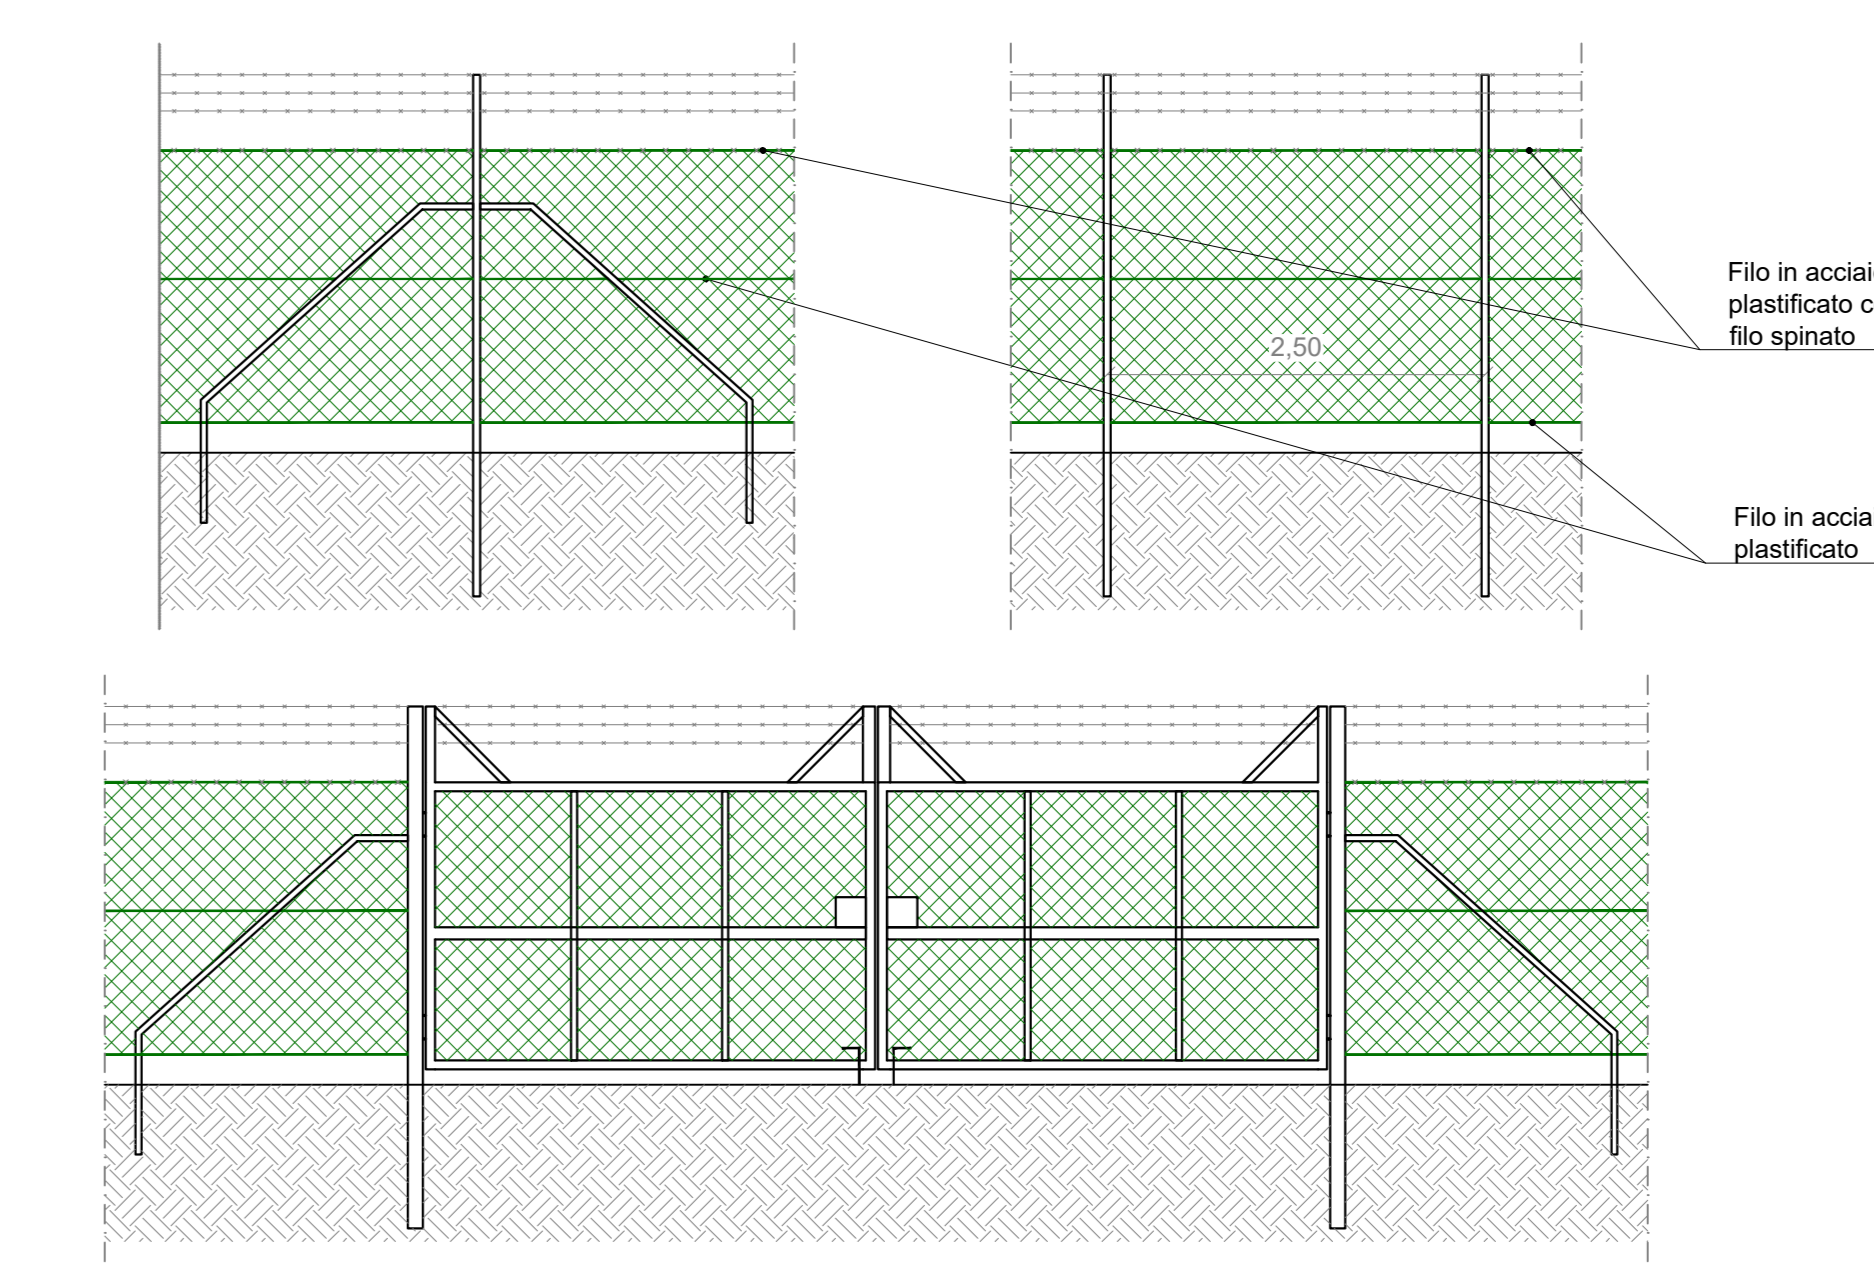 Filo in acciai
plastificato c
filo spinato
2,50
Filo in accia
plastificato